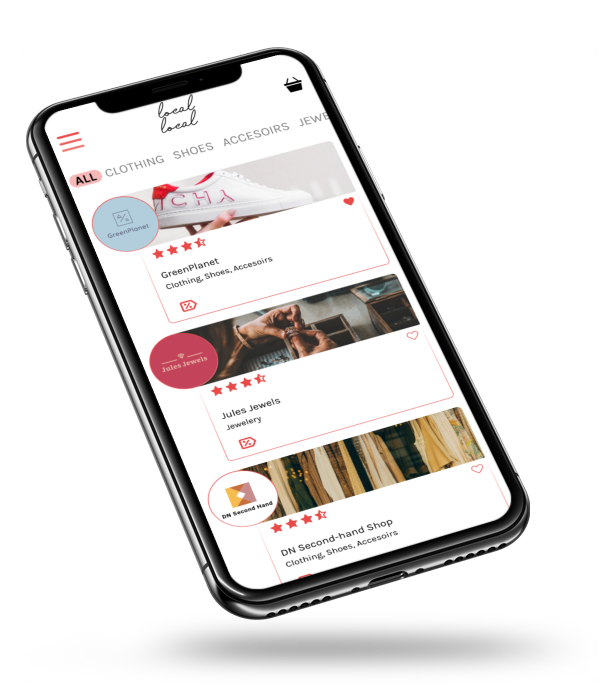 local
local
ALL CLOTHING SHOES ACCESOIRS JEWE
GreenPlanet
GreenPlanet
Clothing, Shoes, Accesoirs
Jules Jewels
Jules Jewels
Jewelery
DN Second Hand
DN Second-hand Shop
Clothing, Shoes, Accesoirs